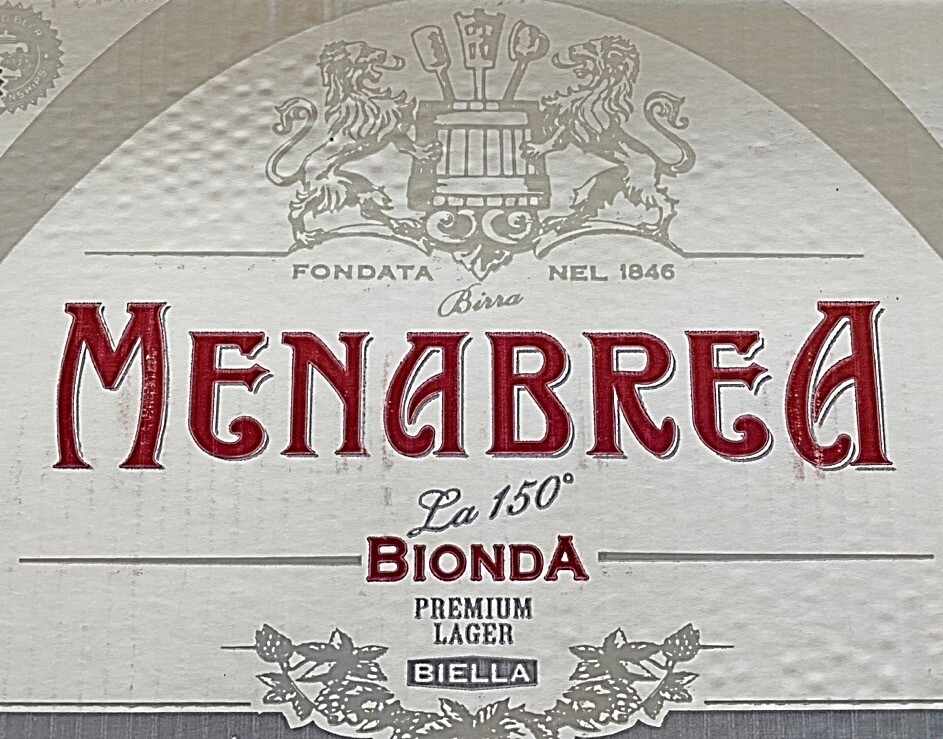 FONDATA NEL 1846
Birra
MENABREA
La 150°
BIONDA
PREMIUM
LAGER
BIELLA